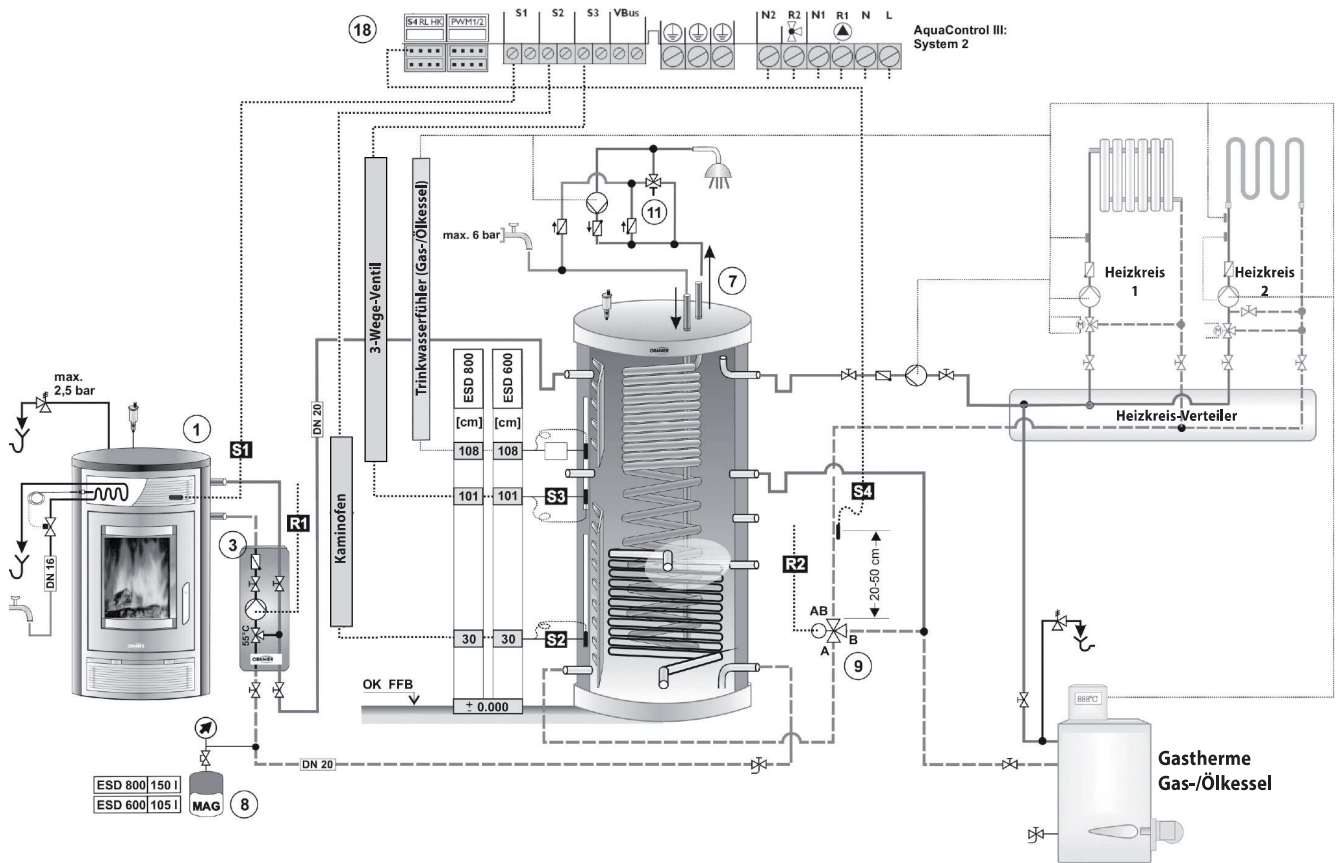 18
S4 RL HK
PWM1/2
S1
S2
S3
VBus
N2
R2
N1
R1
N
L
AquaControl III:
System 2
max. 6 bar
11
7
3-Wege-Ventil
Trinkwasserfühler (Gas-/Ölkessel)
Kaminofen
ESD 800
ESD 600
[cm]
[cm]
108
108
101
101
S3
30
30
S2
± 0.000
OK FFB
max.
2,5 bar
1
S1
R1
3
DN 20
DN 16
55°C
ORANIER
ORANIER
DN 20
ESD 800
150 l
ESD 600
105 l
MAG
8
S4
R2
20-50 cm
AB
A
B
9
Heizkreis
1
Heizkreis
2
M
M
Heizkreis-Verteiler
888°C
Gastherme
Gas-/Ölkessel